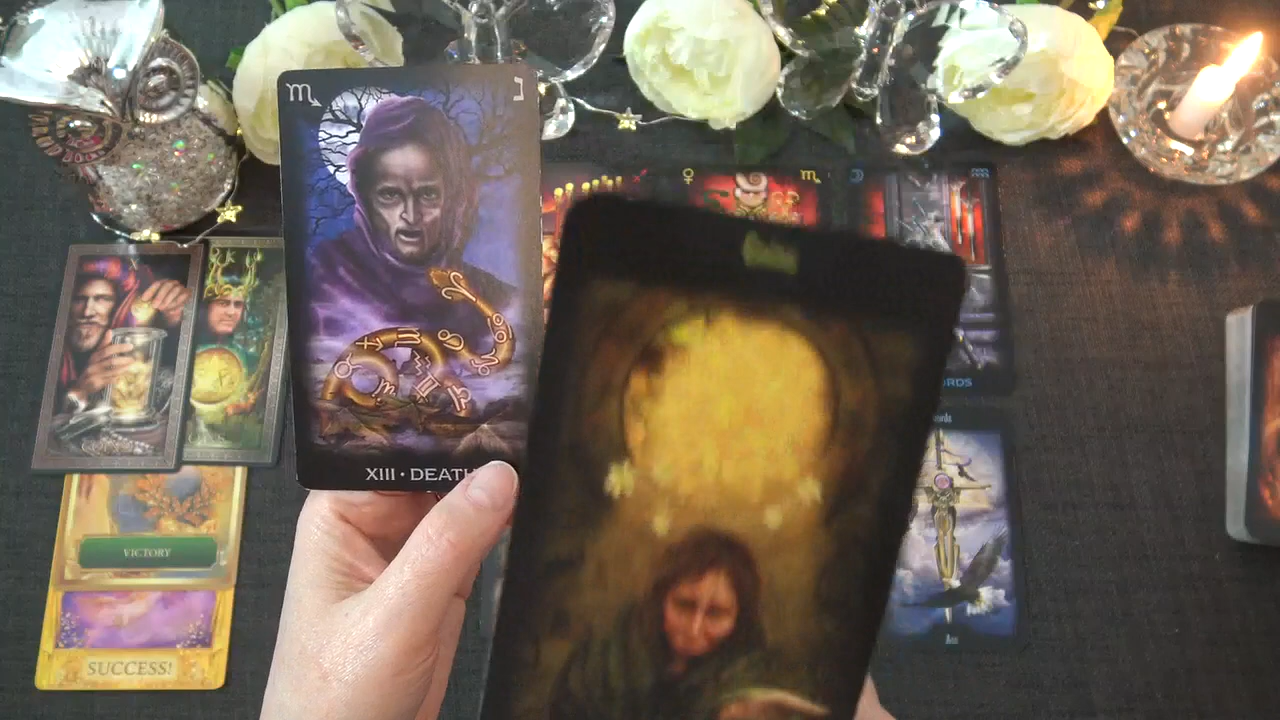 XIII • DEATH
ORDS
VICTORY
SUCCESS!
Ace